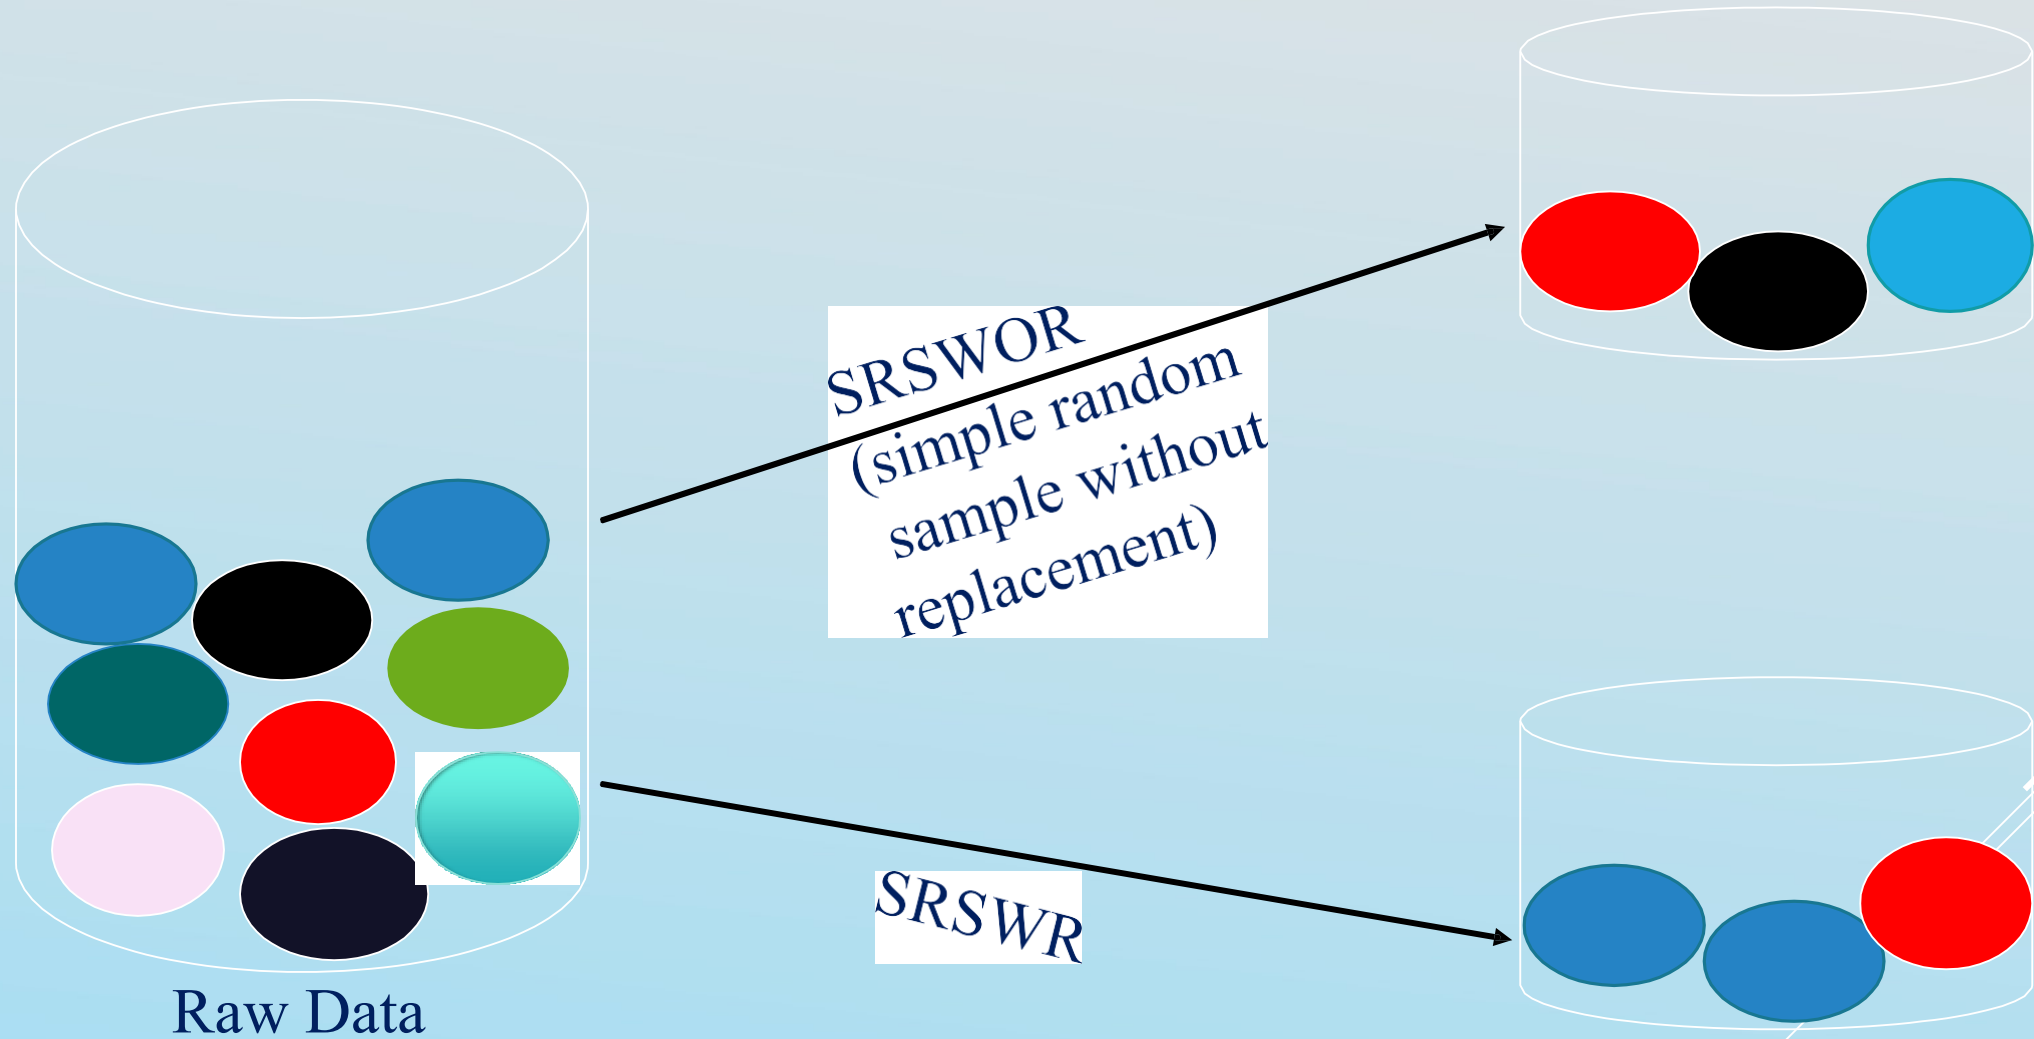 SRSWOR
(simple random
sample without
replacement)
SRSWR
Raw Data